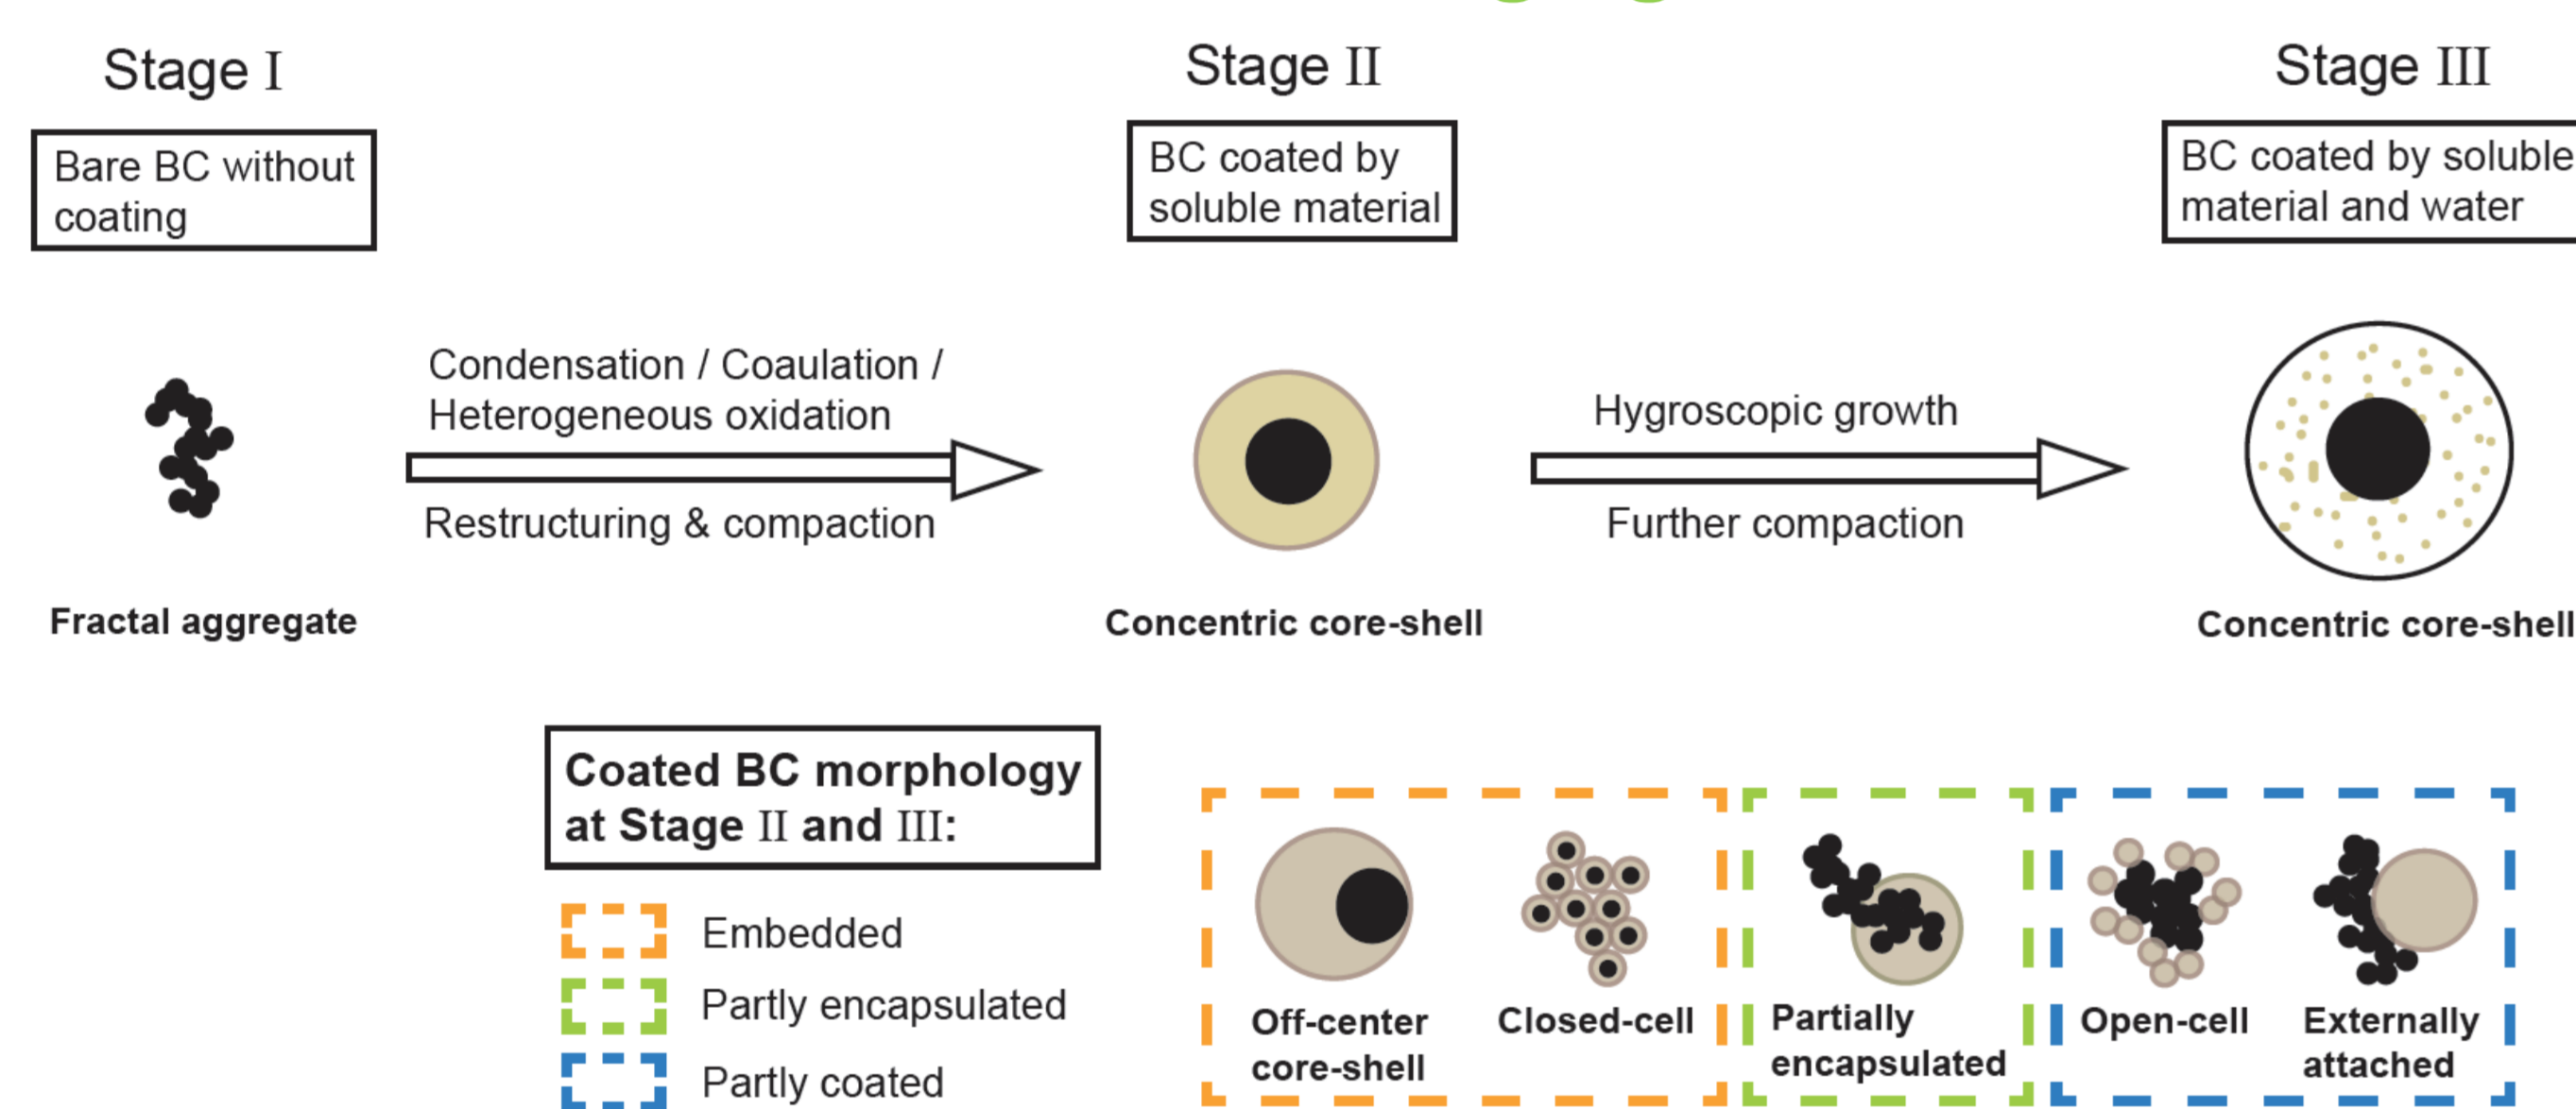 Stage I
Stage II
Stage III
Bare BC without
coating
BC coated by
soluble material
BC coated by soluble
material and water
Condensation / Coaulation /
Heterogeneous oxidation
Restructuring & compaction
Hygroscopic growth
Further compaction
Fractal aggregate
Concentric core-shell
Concentric core-shell
Coated BC morphology
at Stage II and III:
Embedded
Partly encapsulated
Partly coated
Off-center
core-shell
Closed-cell
Partially
encapsulated
Open-cell
Externally
attached